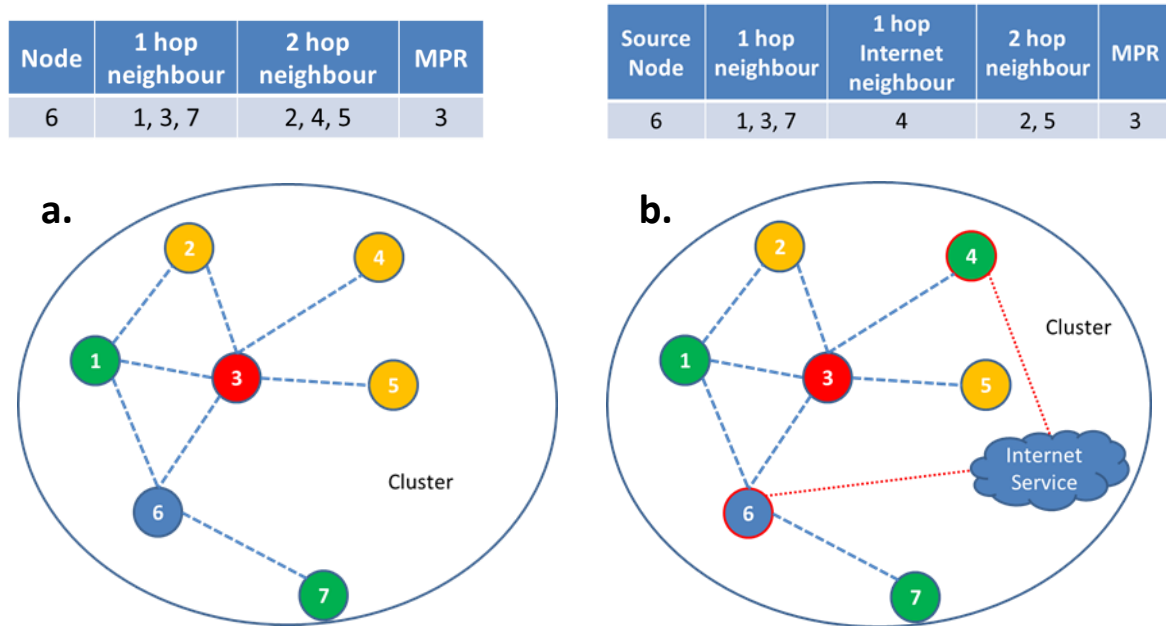 Node 1 hop neighbour 2 hop neighbour MPR
6 1, 3, 7 2, 4, 5 3
Source Node 1 hop neighbour 1 hop Internet neighbour 2 hop neighbour MPR
6 1, 3, 7 4 2, 5 3
a.
2
4
1
3
5
Cluster
6
7
b.
2
4
Cluster
1
3
5
Internet
Service
6
7